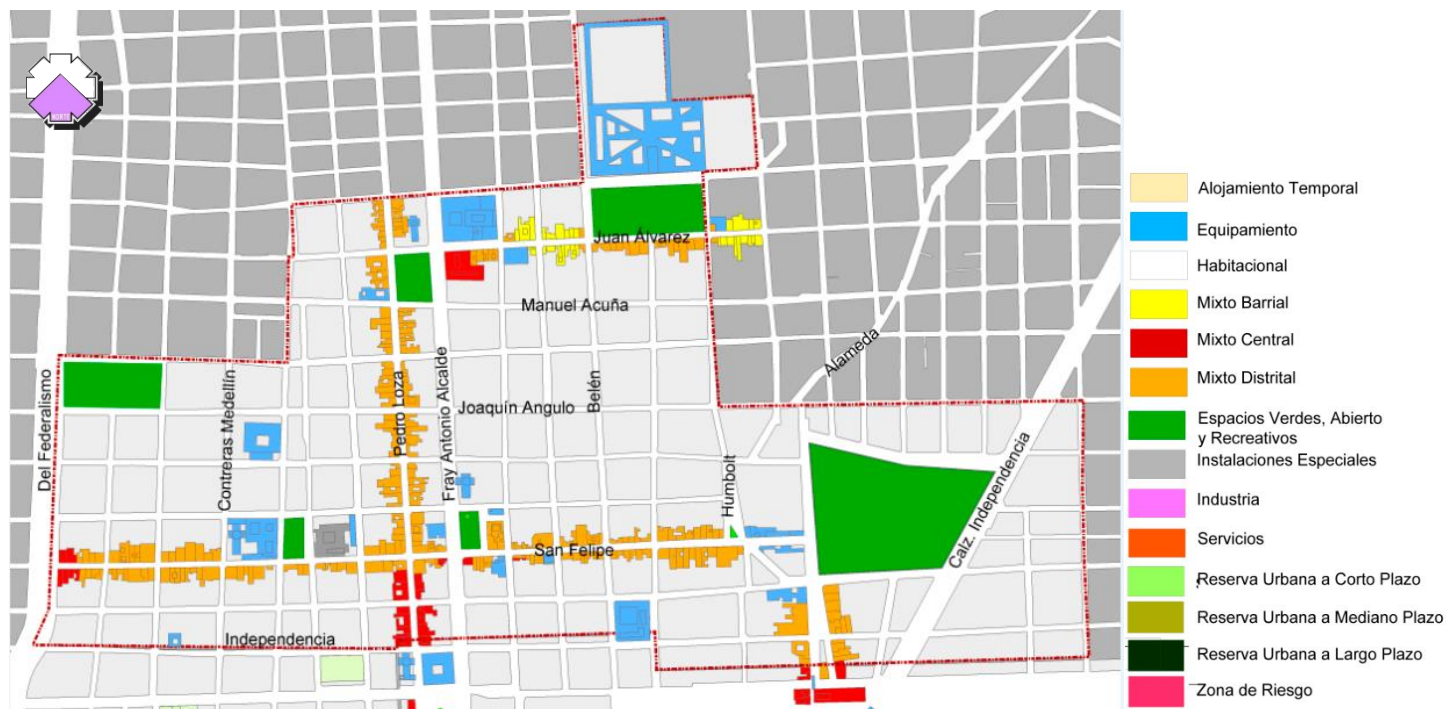 NORTE
Juan Álvarez
Manuel Acuña
Alameda
Del Federalismo
Contreras Medellín
Pedro Loza
Fray Antonio Alcalde
Joaquín Angulo
Belén
Humbolt
Calz. Independencia
San Felipe
Independencia
Alojamiento Temporal
Equipamiento
Habitacional
Mixto Barrial
Mixto Central
Mixto Distrital
Espacios Verdes, Abierto
y Recreativos
Instalaciones Especiales
Industria
Servicios
Reserva Urbana a Corto Plazo
Reserva Urbana a Mediano Plazo
Reserva Urbana a Largo Plazo
Zona de Riesgo